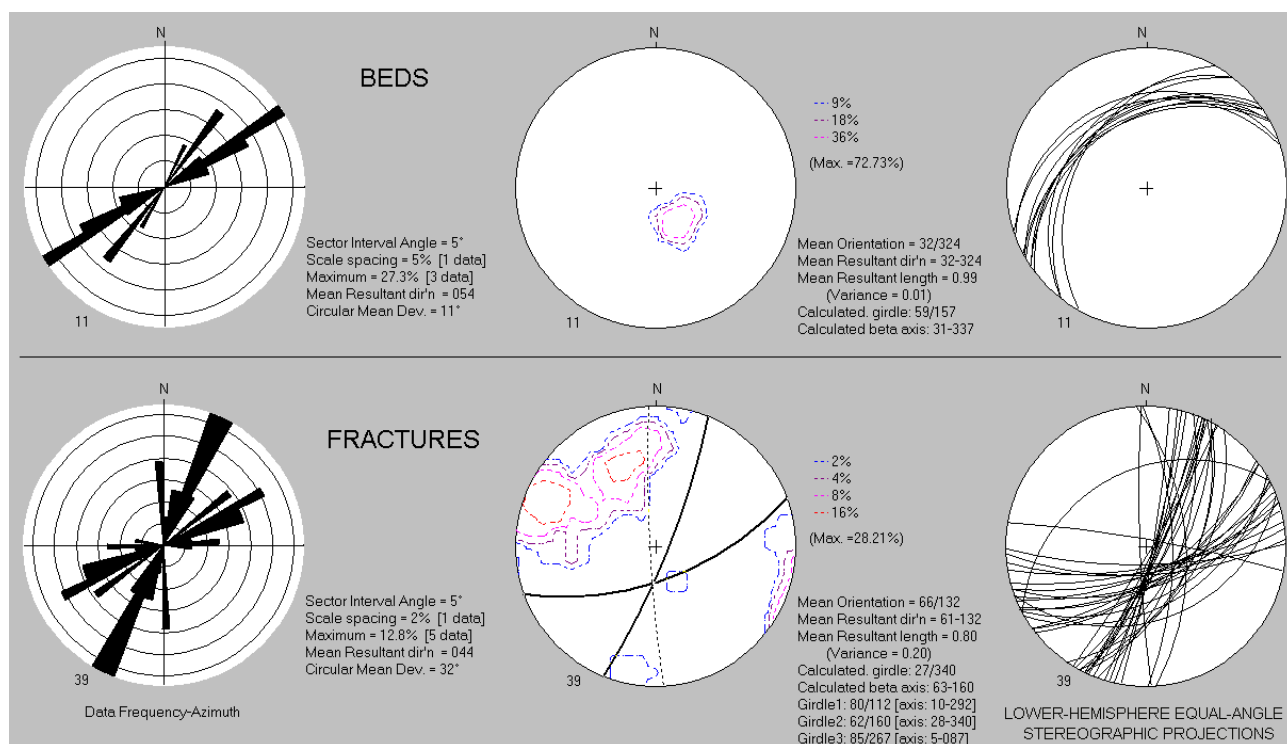 N
BEDS
Sector Interval Angle = 5°
Scale spacing = 5% [1 data]
Maximum = 27.3% [3 data]
Mean Resultant dir'n = 054
Circular Mean Dev. = 11°
11
N
9%
18%
36%
(Max. =72.73%)
11
Mean Orientation = 32/324
Mean Resultant dir'n = 32-324
Mean Resultant length = 0.99
(Variance = 0.01)
Calculated. girdle: 59/157
Calculated beta axis: 31-337
N
11
N
FRACTURES
Sector Interval Angle = 5°
Scale spacing = 2% [1 data]
Maximum = 12.8% [5 data]
Mean Resultant dir'n = 044
Circular Mean Dev. = 32°
39
Data Frequency-Azimuth
N
2%
4%
8%
16%
(Max. =28.21%)
39
Mean Orientation = 66/132
Mean Resultant dir'n = 61-132
Mean Resultant length = 0.80
(Variance = 0.20)
Calculated. girdle: 27/340
Calculated beta axis: 63-160
Girdle1: 80/112 [axis: 10-292]
Girdle2: 62/160 [axis: 28-340]
Girdle3: 85/267 [axis: 5-087]
N
39
LOWER-HEMISPHERE EQUAL-ANGLE
STEREOGRAPHIC PROJECTIONS